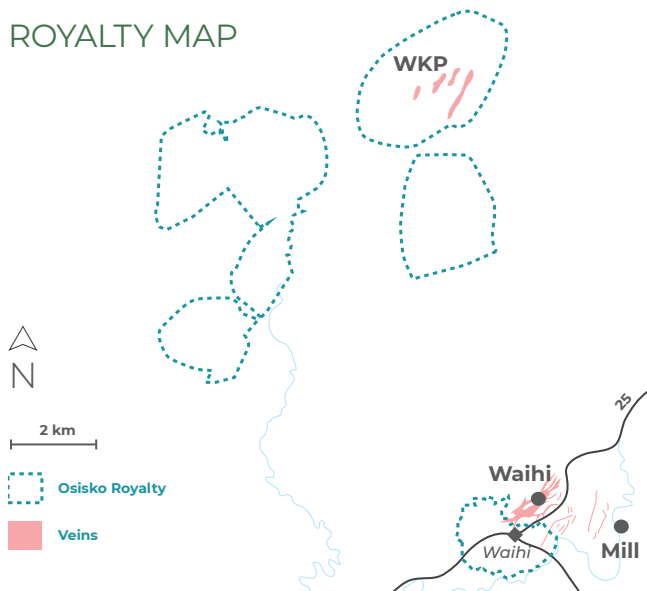 ROYALTY MAP
WKP
N
2 km
Osisko Royalty
Veins
25
Waihi
Waihi
Mill